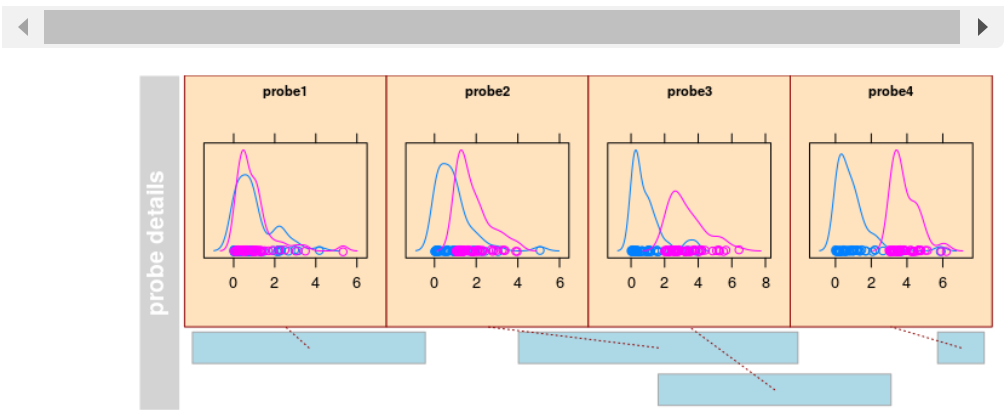 probe details
probe1 probe2 probe3 probe4
0 2 4 6 0 2 4 6 0 2 4 6 8 0 2 4 6